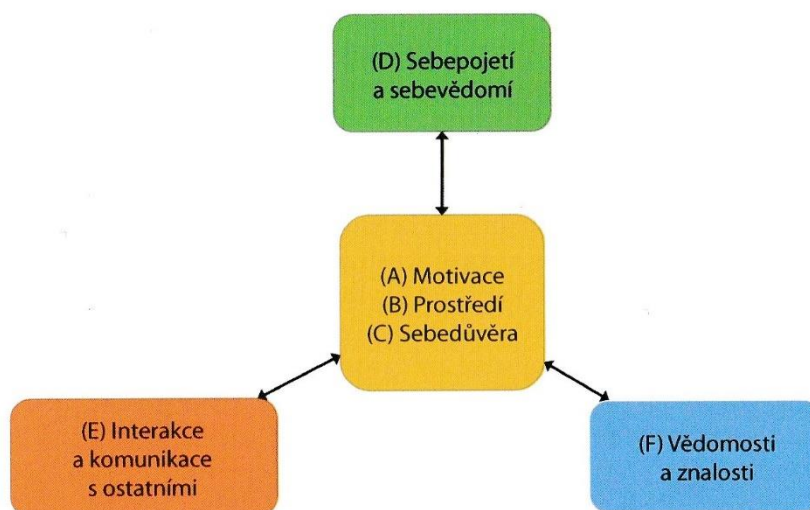 (D) Sebepojetí
a sebevědomí
(A) Motivace
(B) Prostředí
(C) Sebedůvěra
(E) Interakce
a komunikace
s ostatními
(F) Vědomosti
a znalosti